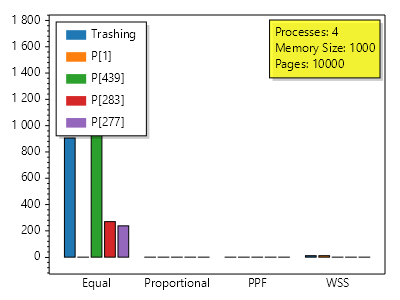 1 800
1 600
1 400
1 200
1 000
800
600
400
200
0
Trashing
P[1]
P[439]
P[283]
P[277]
Processes: 4
Memory Size: 1000
Pages: 10000
Equal
Proportional
PPF
WSS